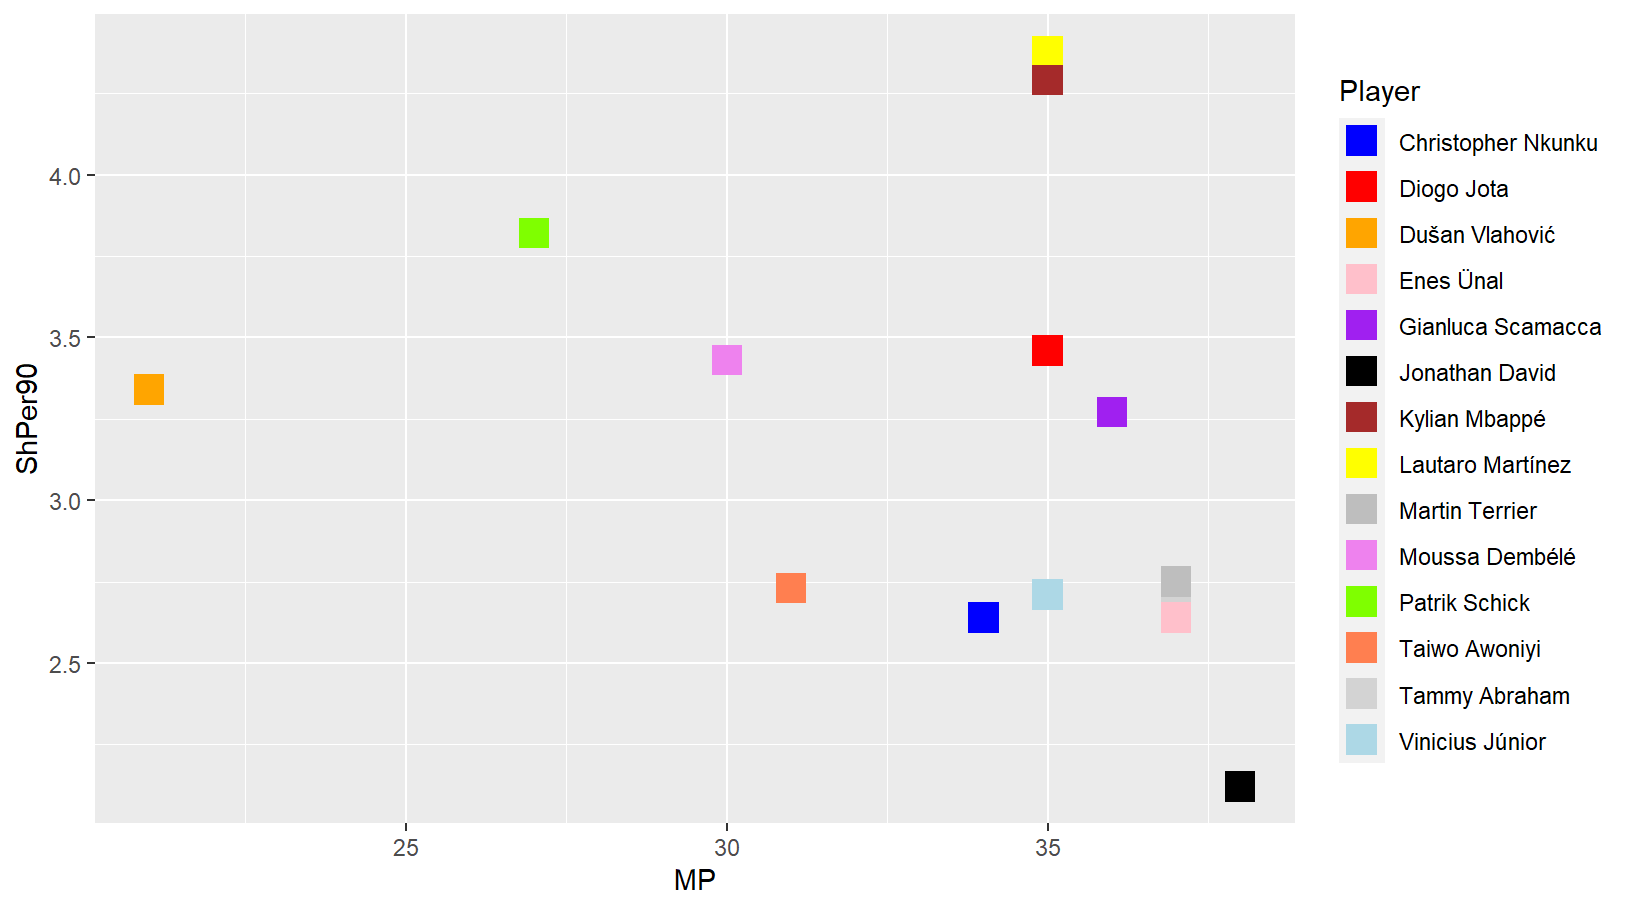 ShPer90
4.0
3.5
3.0
2.5
25
30
35
MP
Player
Christopher Nkunku
Diogo Jota
Dušan Vlahović
Enes Ünal
Gianluca Scamacca
Jonathan David
Kylian Mbappé
Lautaro Martínez
Martin Terrier
Moussa Dembélé
Patrik Schick
Taiwo Awoniyi
Tammy Abraham
Vinicius Júnior